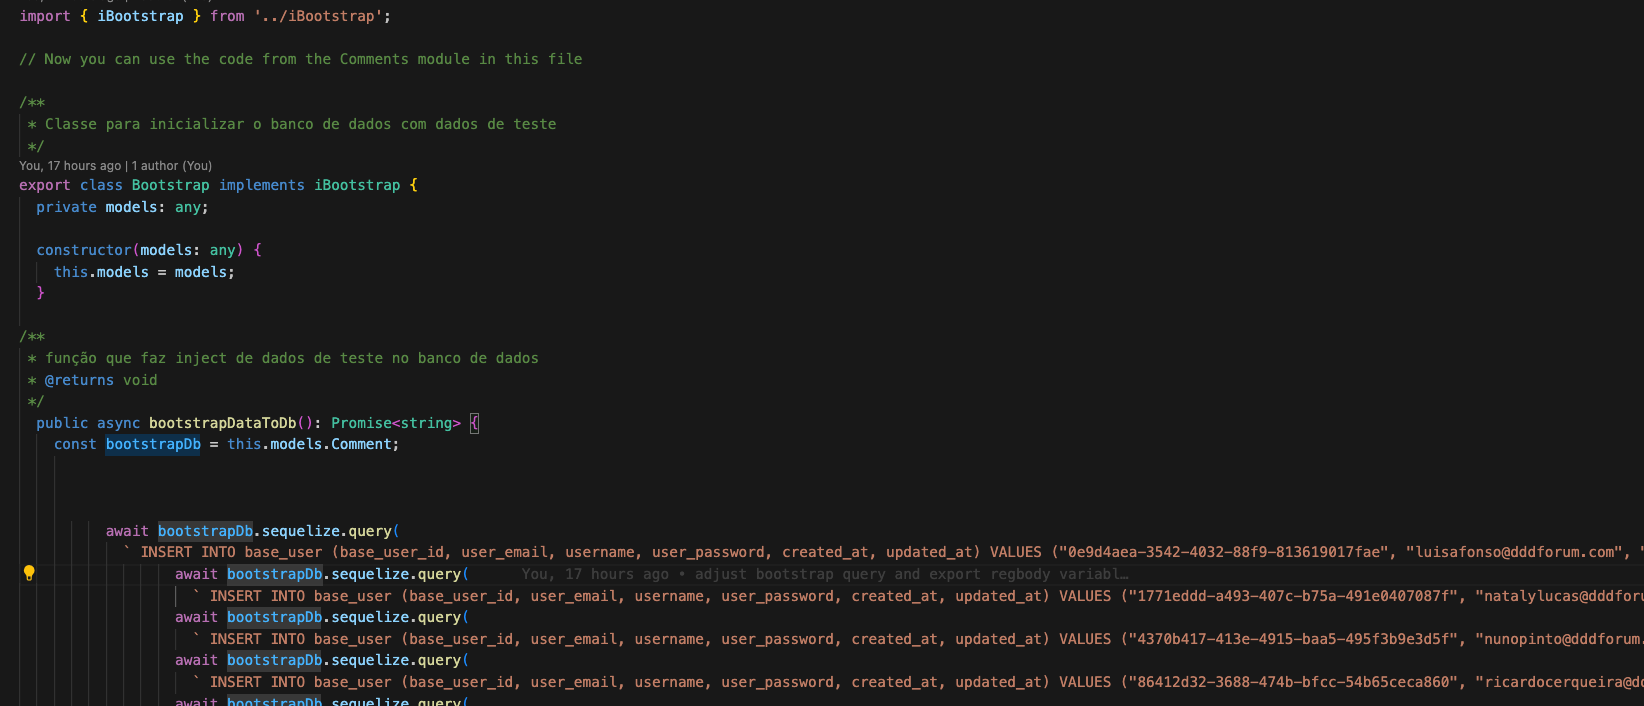 import { iBootstrap } from '../iBootstrap';
// Now you can use the code from the Comments module in this file
/**
* Classe para inicializar o banco de dados com dados de teste
*/
You, 17 hours ago | 1 author (You)
export class Bootstrap implements iBootstrap {
private models: any;
constructor(models: any) {
this.models = models;
}
/**
* função que faz inject de dados de teste no banco de dados
* @returns void
*/
public async bootstrapDataToDb(): Promise<string> {
const bootstrapDb = this.models.Comment;
await bootstrapDb.sequelize.query(
` INSERT INTO base_user (base_user_id, user_email, username, user_password, created_at, updated_at) VALUES ("0e9d4aea-3542-4032-88f9-813619017fae", "luisafonso@dddforum.com", "
await bootstrapDb.sequelize.query( You, 17 hours ago • adjust bootstrap query and export regbody variabl…
` INSERT INTO base_user (base_user_id, user_email, username, user_password, created_at, updated_at) VALUES ("1771eddd-a493-407c-b75a-491e0407087f", "natalylucas@dddforu
await bootstrapDb.sequelize.query(
` INSERT INTO base_user (base_user_id, user_email, username, user_password, created_at, updated_at) VALUES ("4370b417-413e-4915-baa5-495f3b9e3d5f", "nunopinto@dddforum.
await bootstrapDb.sequelize.query(
` INSERT INTO base_user (base_user_id, user_email, username, user_password, created_at, updated_at) VALUES ("86412d32-3688-474b-bfcc-54b65ceca860", "ricardocerqueira@dd
await bootstrapDb.sequelize.query(